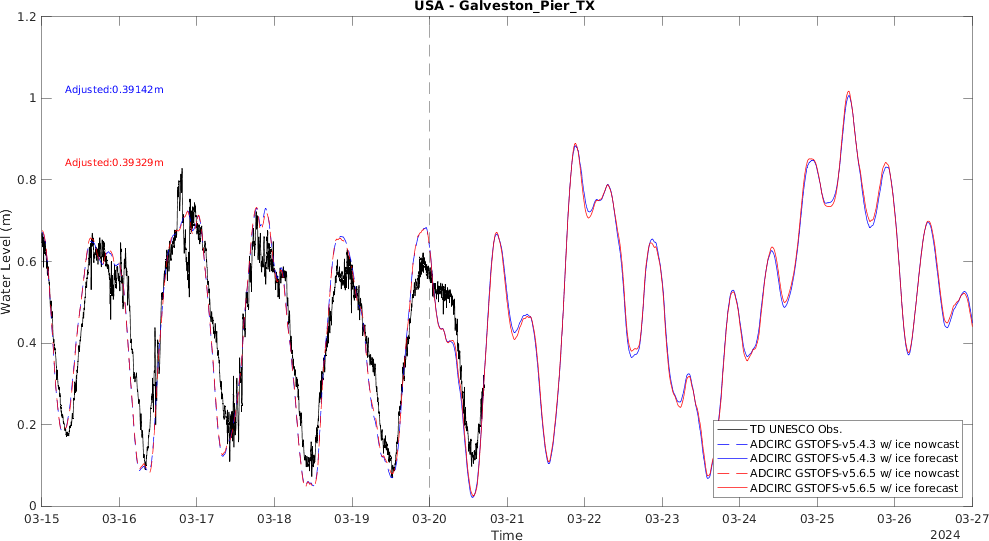 USA - Galveston_Pier_TX
1.2
1
0.8
0.6
0.4
0.2
0
Water Level (m)
Adjusted:0.39142m
Adjusted:0.39329m
TD UNESCO Obs.
ADCIRC GSTOFS-v5.4.3 w/ ice nowcast
ADCIRC GSTOFS-v5.4.3 w/ ice forecast
ADCIRC GSTOFS-v5.6.5 w/ ice nowcast
ADCIRC GSTOFS-v5.6.5 w/ ice forecast
03-15 03-16 03-17 03-18 03-19 03-20 03-21 03-22 03-23 03-24 03-25 03-26 03-27
Time
2024